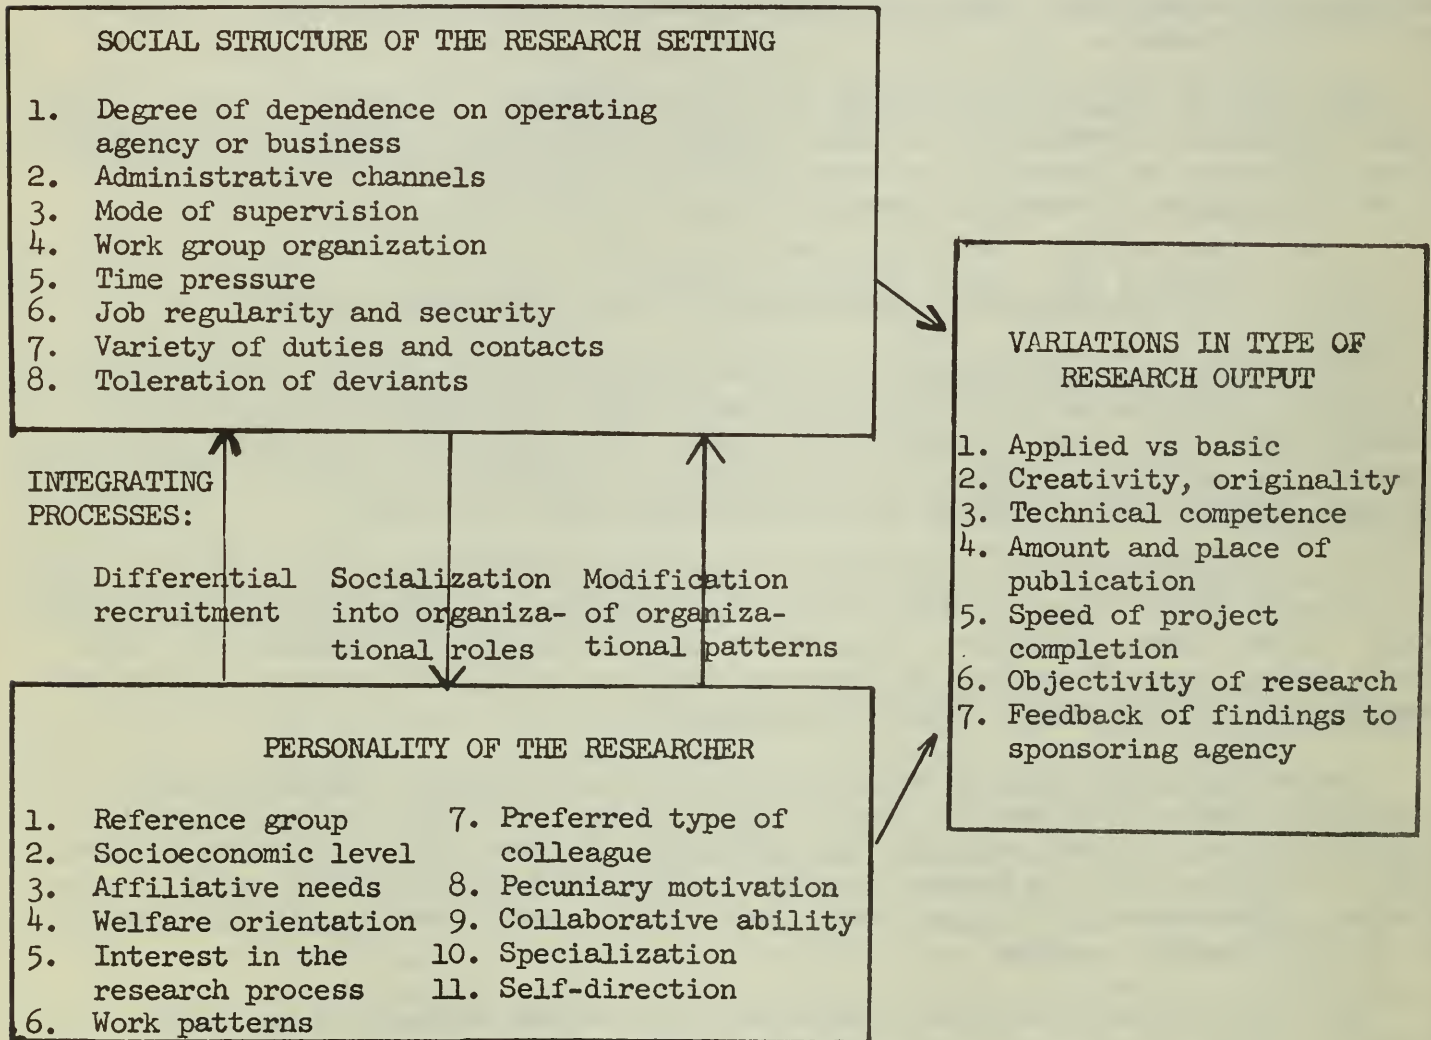 SOCIAL STRUCTURE OF THE RESEARCH SETTING
1. Degree of dependence on operating
agency or business
2. Administrative channels
3. Mode of supervision
4. Work group organization
5. Time pressure
6. Job regularity and security
7. Variety of duties and contacts
8. Toleration of deviants
INTEGRATING
PROCESSES:
Differential
recruitment
Socialization
into organiza-
tional roles
Modification
of organiza-
tional patterns
PERSONALITY OF THE RESEARCHER
1. Reference group
2. Socioeconomic level
3. Affiliative needs
4. Welfare orientation
5. Interest in the
research process
6. Work patterns
7. Preferred type of
colleague
8. Pecuniary motivation
9. Collaborative ability
10. Specialization
11. Self-direction
VARIATIONS IN TYPE OF
RESEARCH OUTPUT
1. Applied vs basic
2. Creativity, originality
3. Technical competence
4. Amount and place of
publication
5. Speed of project
completion
6. Objectivity of research
7. Feedback of findings to
sponsoring agency